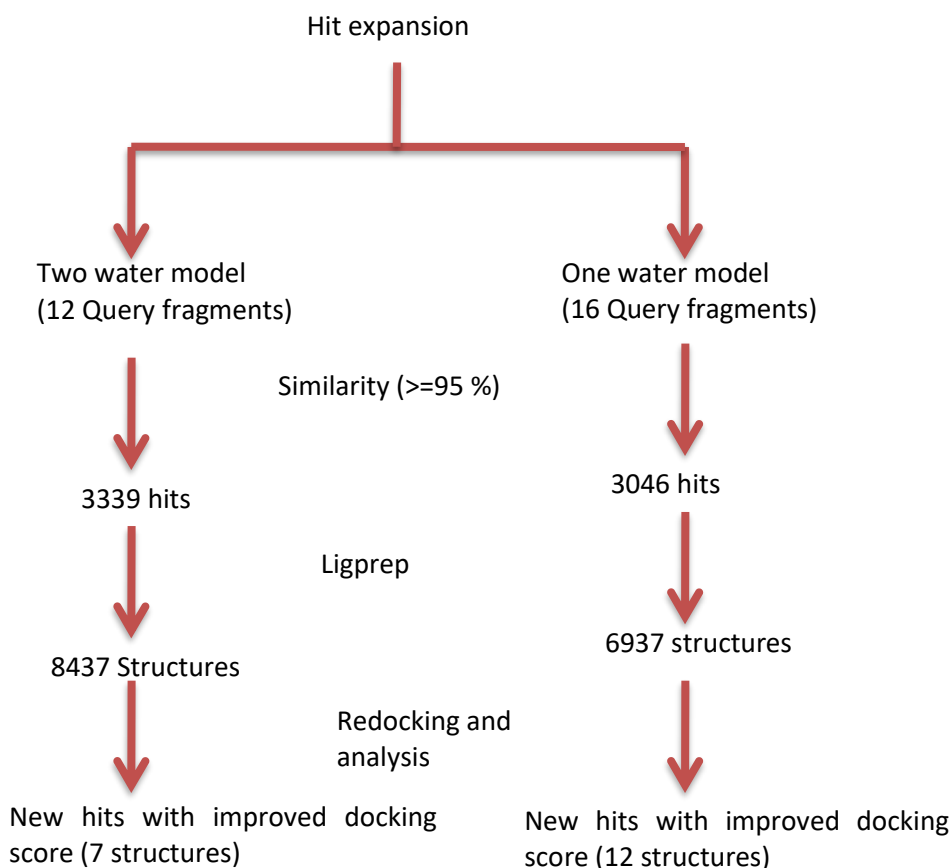 Hit expansion
Two water model
(12 Query fragments)
One water model
(16 Query fragments)
Similarity (>=95 %)
3339 hits
3046 hits
Ligprep
8437 Structures
6937 structures
Redocking and
analysis
New hits with improved docking
score (7 structures)
New hits with improved docking
score (12 structures)